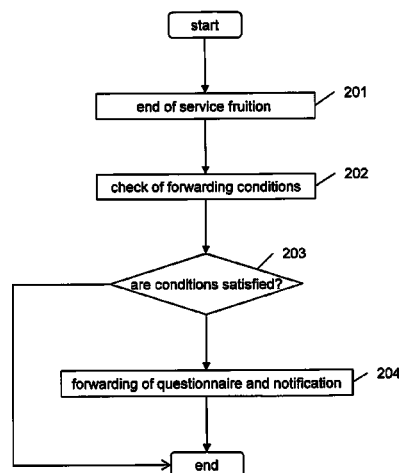 start
201
end of service fruition
202
check of forwarding conditions
203
are conditions satisfied?
204
forwarding of questionnaire and notification
end